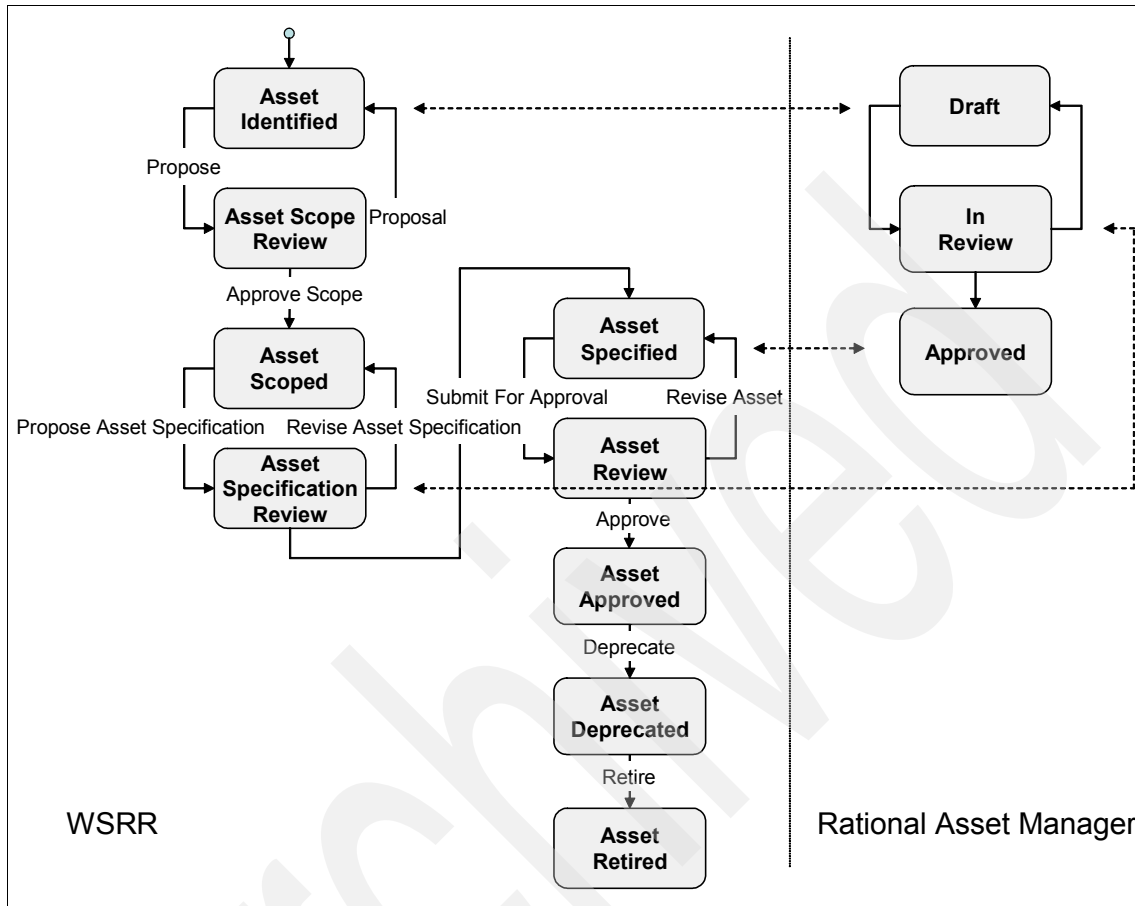 Asset
Identified
Propose
Proposal
Asset Scope
Review
Approve Scope
Asset
Scoped
Propose Asset Specification
Revise Asset Specification
Asset
Specification
Review
Asset
Specified
Submit For Approval
Revise Asset
Asset
Review
Approve
Asset
Approved
Deprecate
Asset
Deprecated
Retire
Asset
Retired
WSRR
Draft
In
Review
Approved
Rational Asset Manager